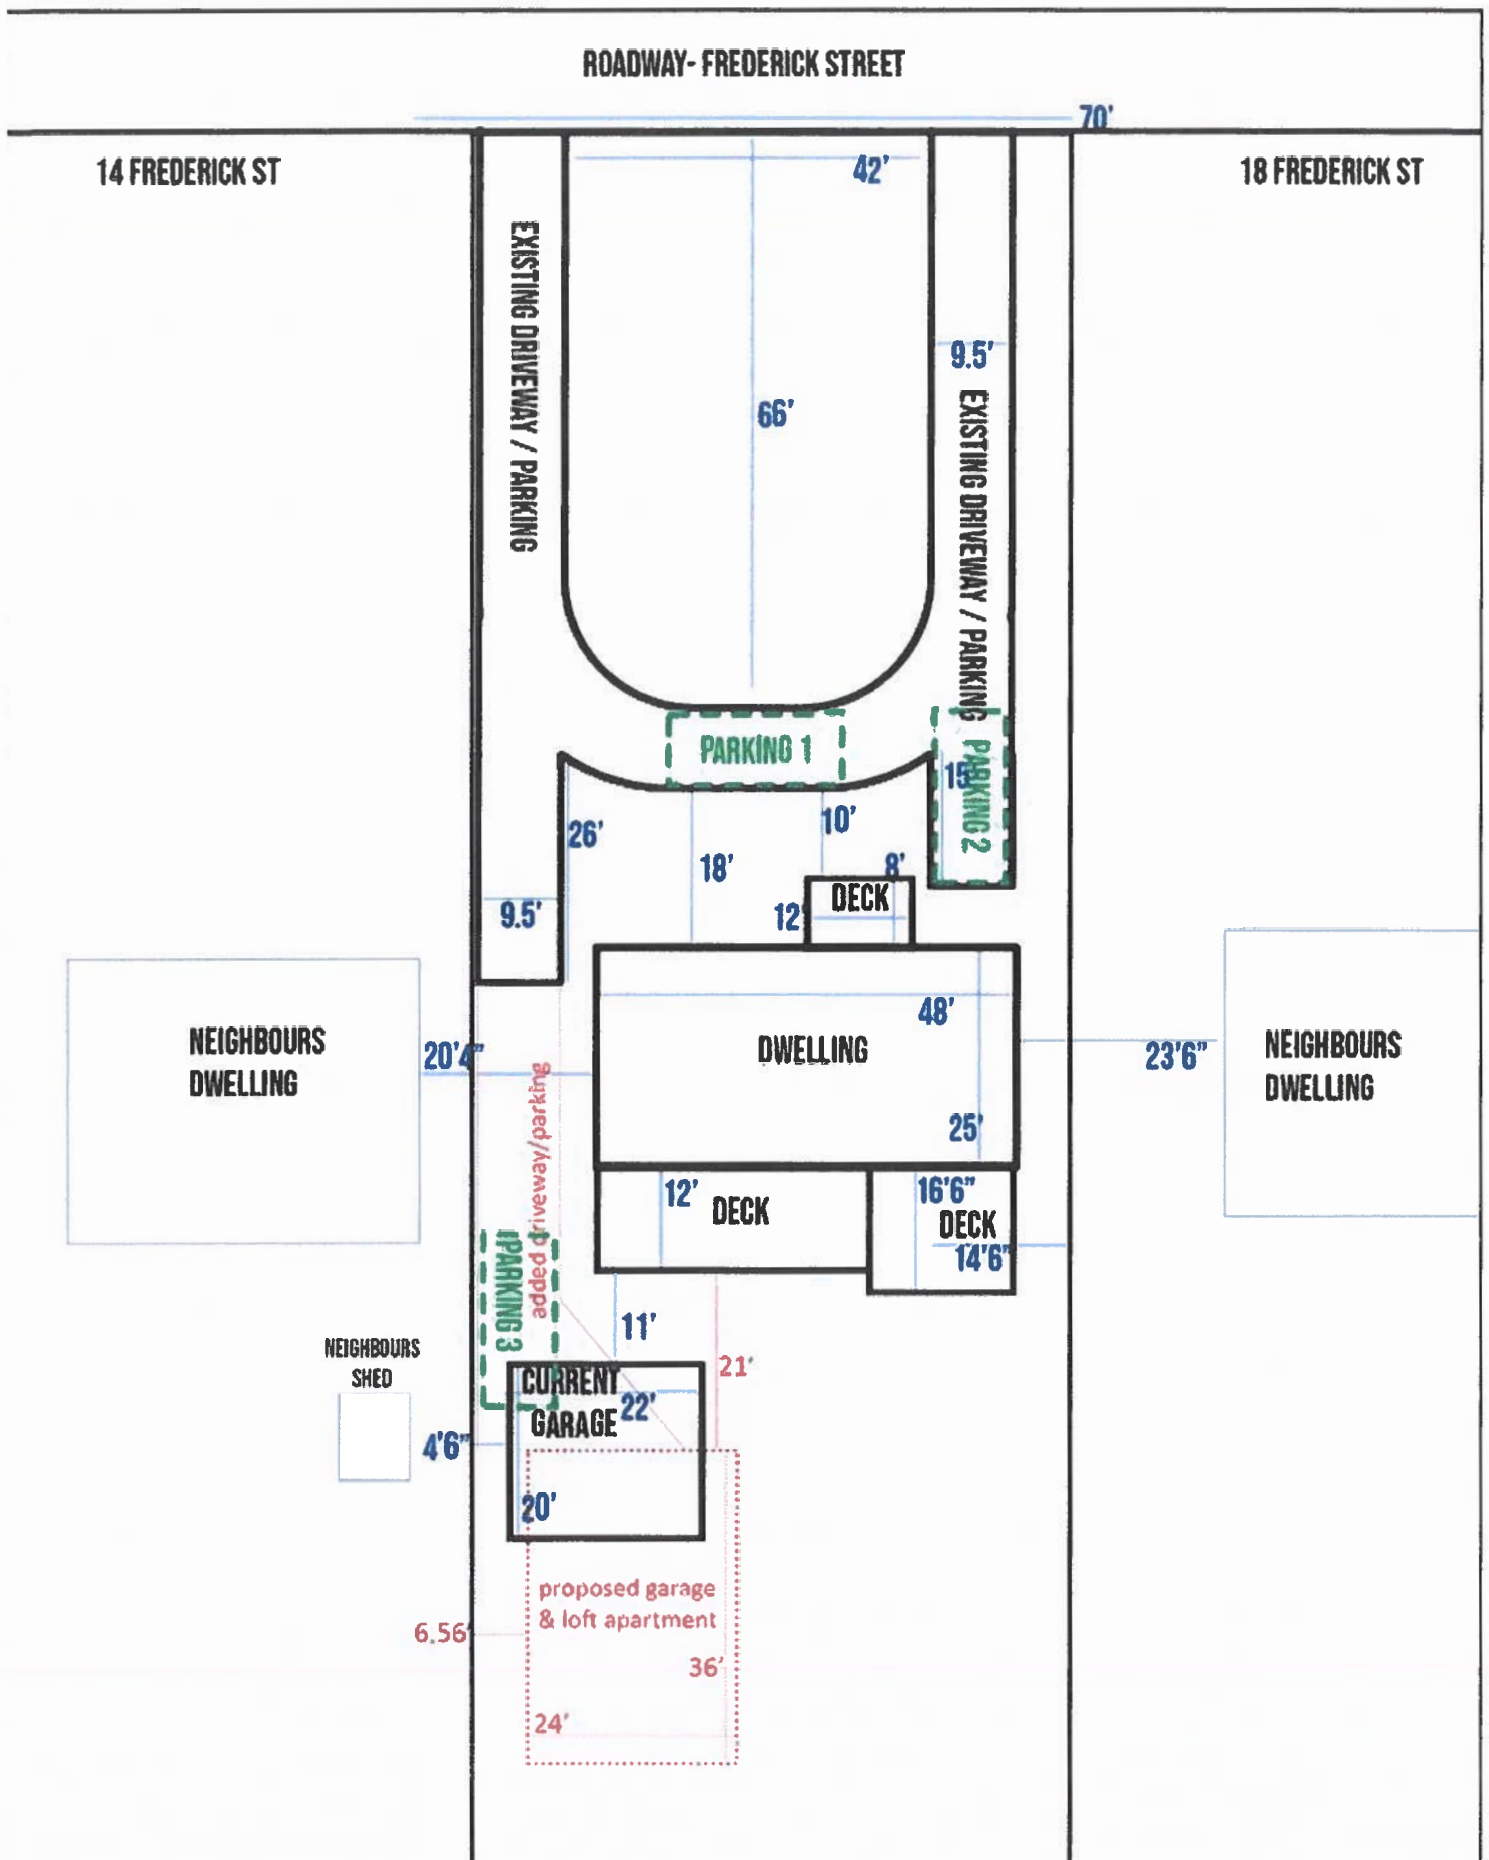 ROADWAY- FREDERICK STREET
70'
14 FREDERICK ST
42'
18 FREDERICK ST
EXISTING DRIVEWAY / PARKING
9.5'
66'
EXISTING DRIVEWAY / PARKING
PARKING 1
15
PARKING 2
26'
10'
18'
8'
DECK
12'
9.5'
48'
NEIGHBOURS
DWELLING
20'4"
DWELLING
23'6"
NEIGHBOURS
DWELLING
added driveway/parking
25'
12'
DECK
16'6"
DECK
14'6"
PARKING 3
11'
NEIGHBOURS
SHED
21'
CURRENT
GARAGE
22'
4'6"
20'
proposed garage
& loft apartment
6.56'
36'
24'